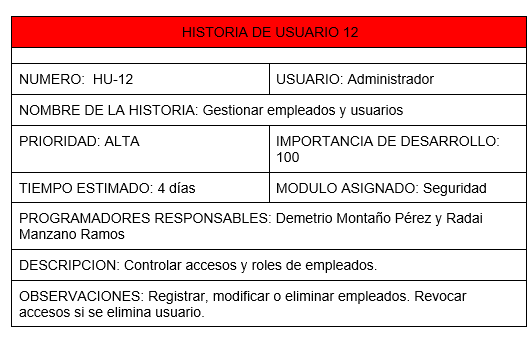 HISTORIA DE USUARIO 12
NUMERO:  HU-12
USUARIO: Administrador
NOMBRE DE LA HISTORIA: Gestionar empleados y usuarios
PRIORIDAD: ALTA
IMPORTANCIA DE DESARROLLO:
100
TIEMPO ESTIMADO: 4 días
MODULO ASIGNADO: Seguridad
PROGRAMADORES RESPONSABLES: Demetrio Montaño Pérez y Radai
Manzano Ramos
DESCRIPCION: Controlar accesos y roles de empleados.
OBSERVACIONES: Registrar, modificar o eliminar empleados. Revocar
accesos si se elimina usuario.